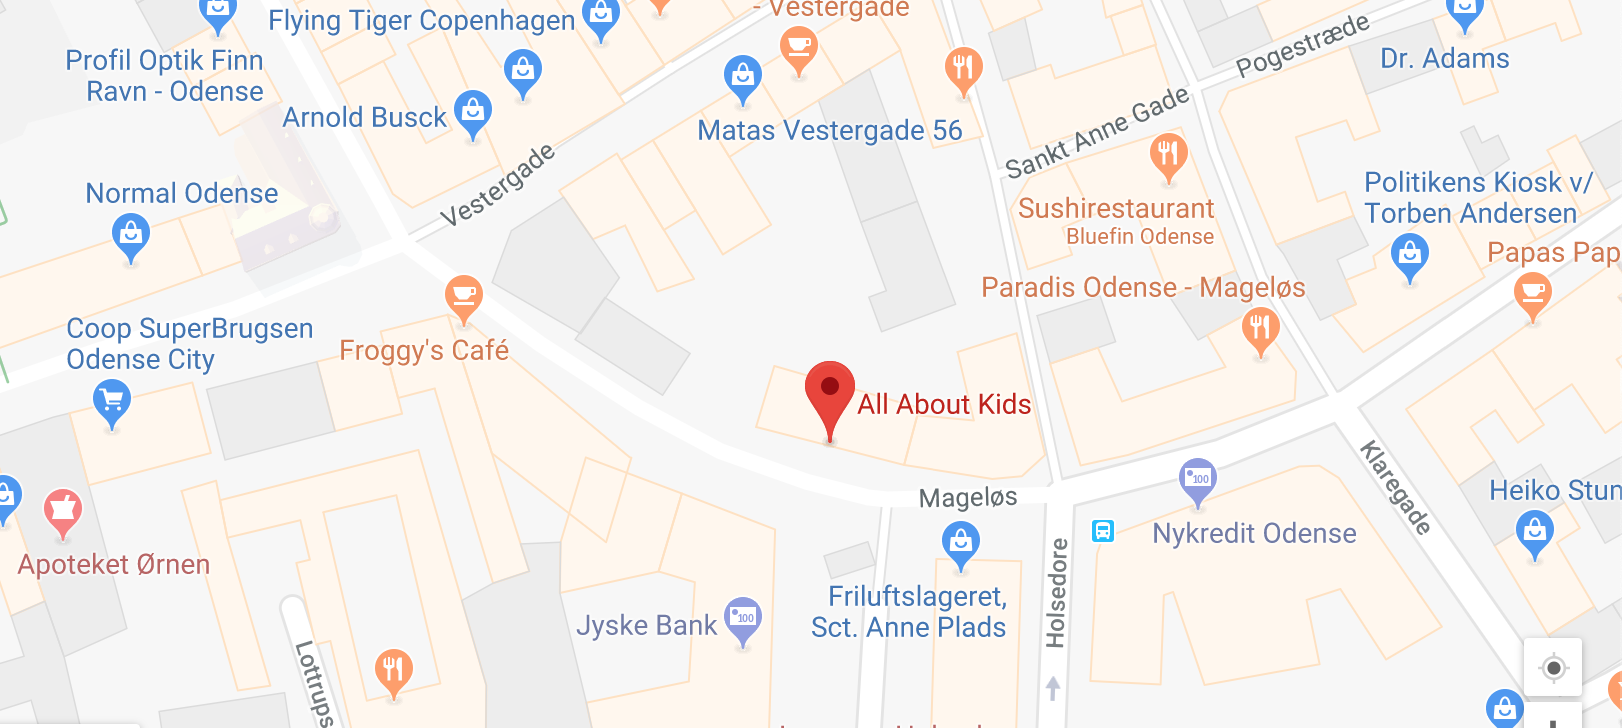 - Vestergade
Flying Tiger Copenhagen
Profil Optik Finn
Ravn - Odense
Dr. Adams
Pogestræde
Arnold Busck
Matas Vestergade 56
Sankt Anne Gade
Vestergade
Normal Odense
Politikens Kiosk v/
Torben Andersen
Sushirestaurant
Bluefin Odense
Papas Pap
Paradis Odense - Mageløs
Coop SuperBrugsen
Odense City
Froggy's Café
All About Kids
Mageløs
Klaregade
100
Heiko Stun
Nykredit Odense
Apoteket Ørnen
Holsedore
Friluftslageret,
Sct. Anne Plads
Jyske Bank
100
Lottrups